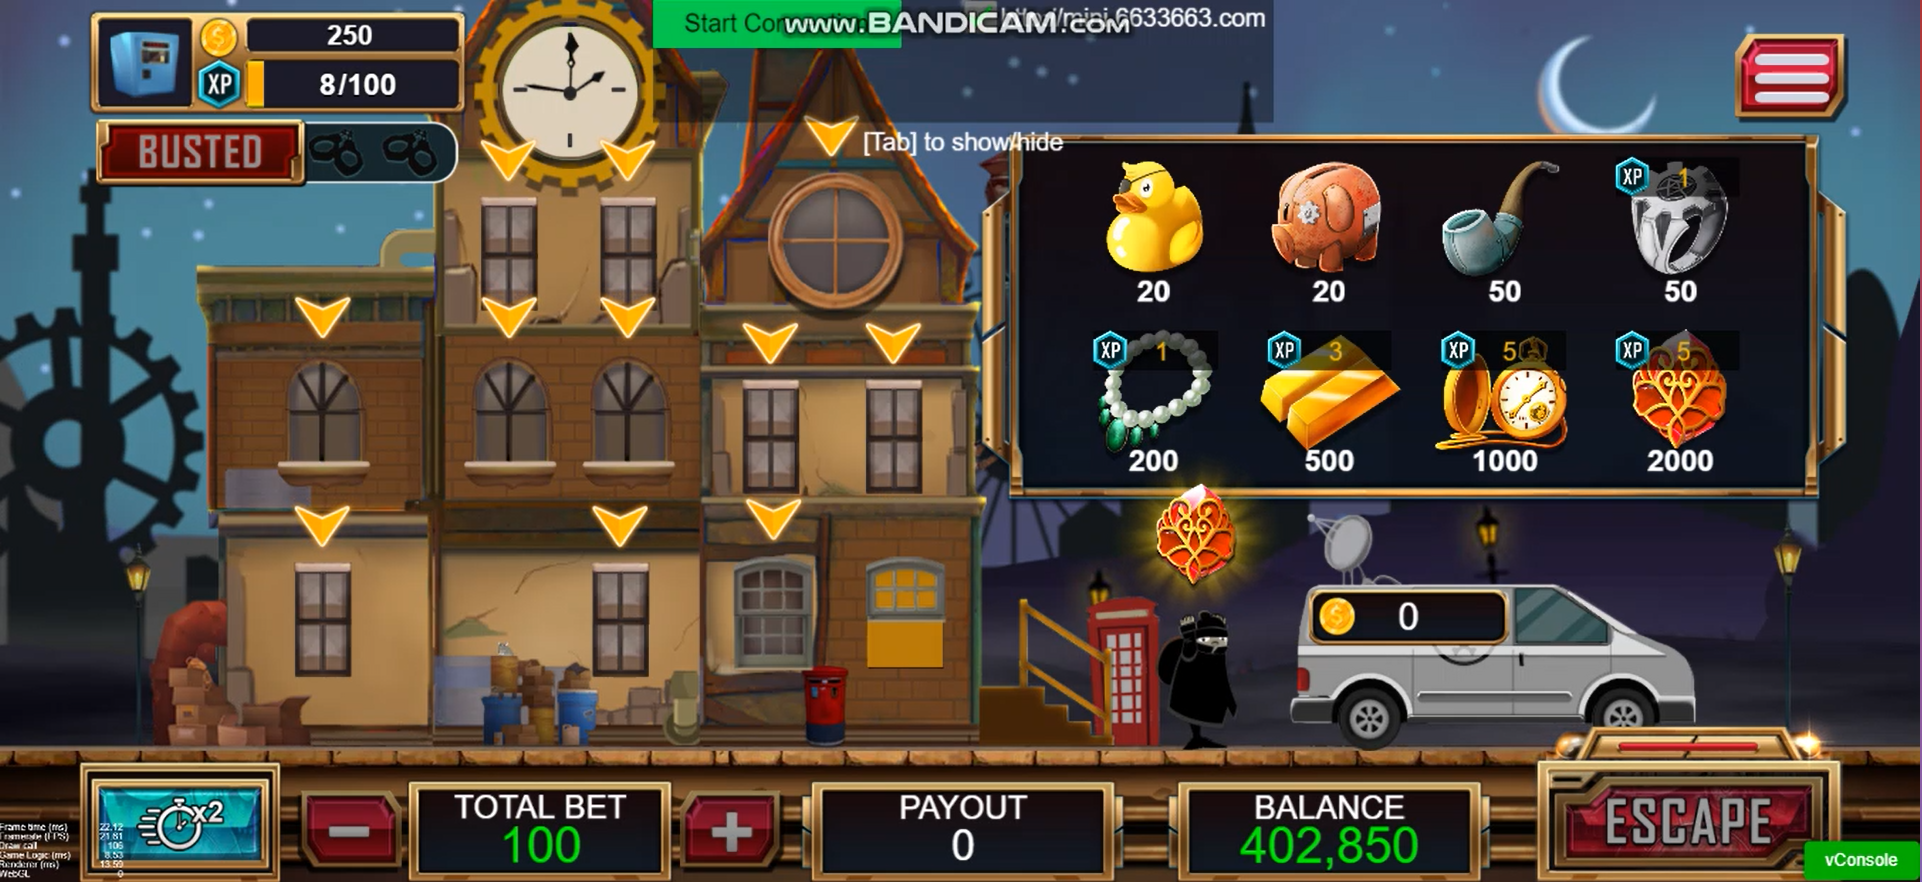 Start Co
www.BANDICAM.com
mini.6633663.com
250
XP
8/100
BUSTED
[Tab] to show/hide
XP 1
20
20
50
50
XP 1
XP 3
XP 5
XP 5
200
500
1000
2000
0
x2
TOTAL BET
100
PAYOUT
0
BALANCE
402,850
ESCAPE
Frame time (ms) 22.12
Framerate (FPS) 21.81
Draw call 106
Game Logic (ms) 8.53
Renderer (ms) 13.59
WebGL 0
vConsole